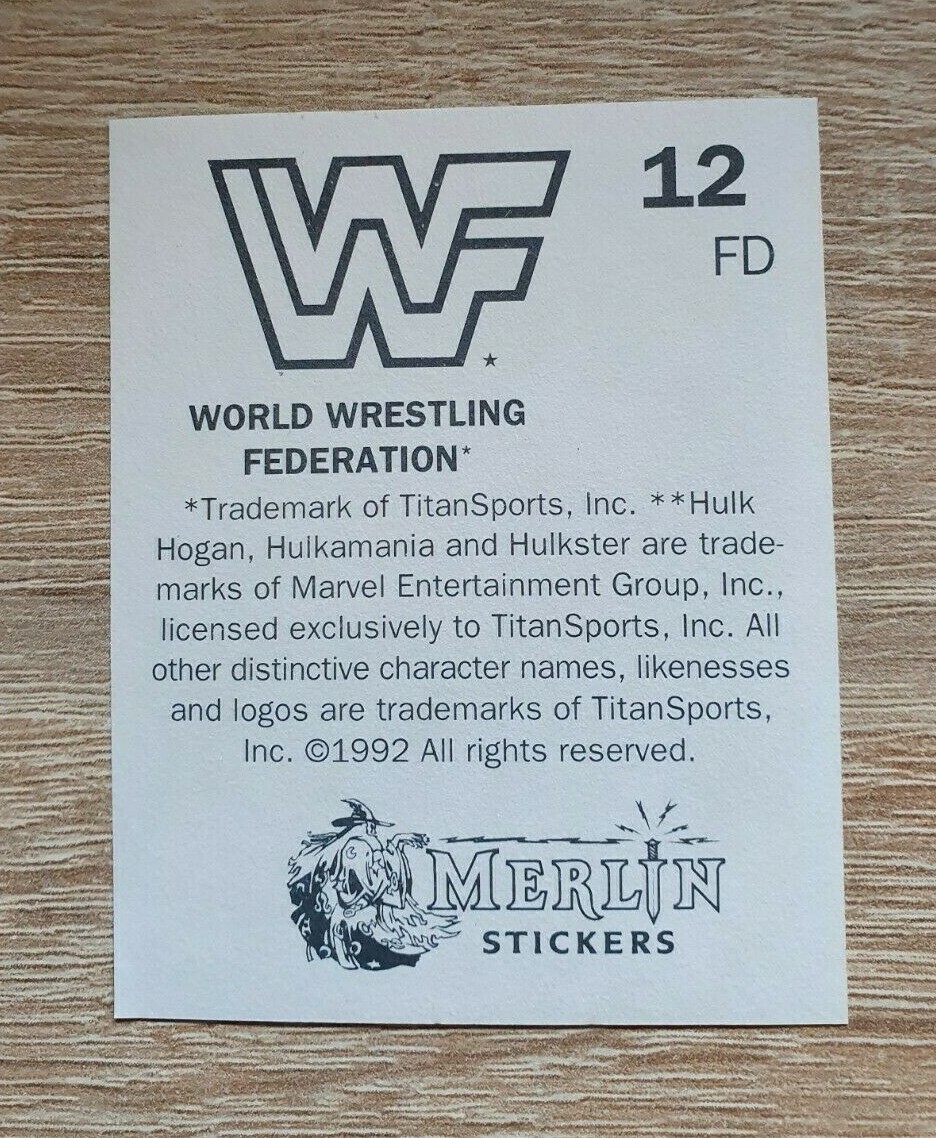 WF
12
FD
WORLD WRESTLING
FEDERATION*
*Trademark of TitanSports, Inc. **Hulk
Hogan, Hulkamania and Hulkster are trade-
marks of Marvel Entertainment Group, Inc.,
licensed exclusively to TitanSports, Inc. All
other distinctive character names, likenesses
and logos are trademarks of TitanSports,
Inc. ©1992 All rights reserved.
MERLIN
STICKERS